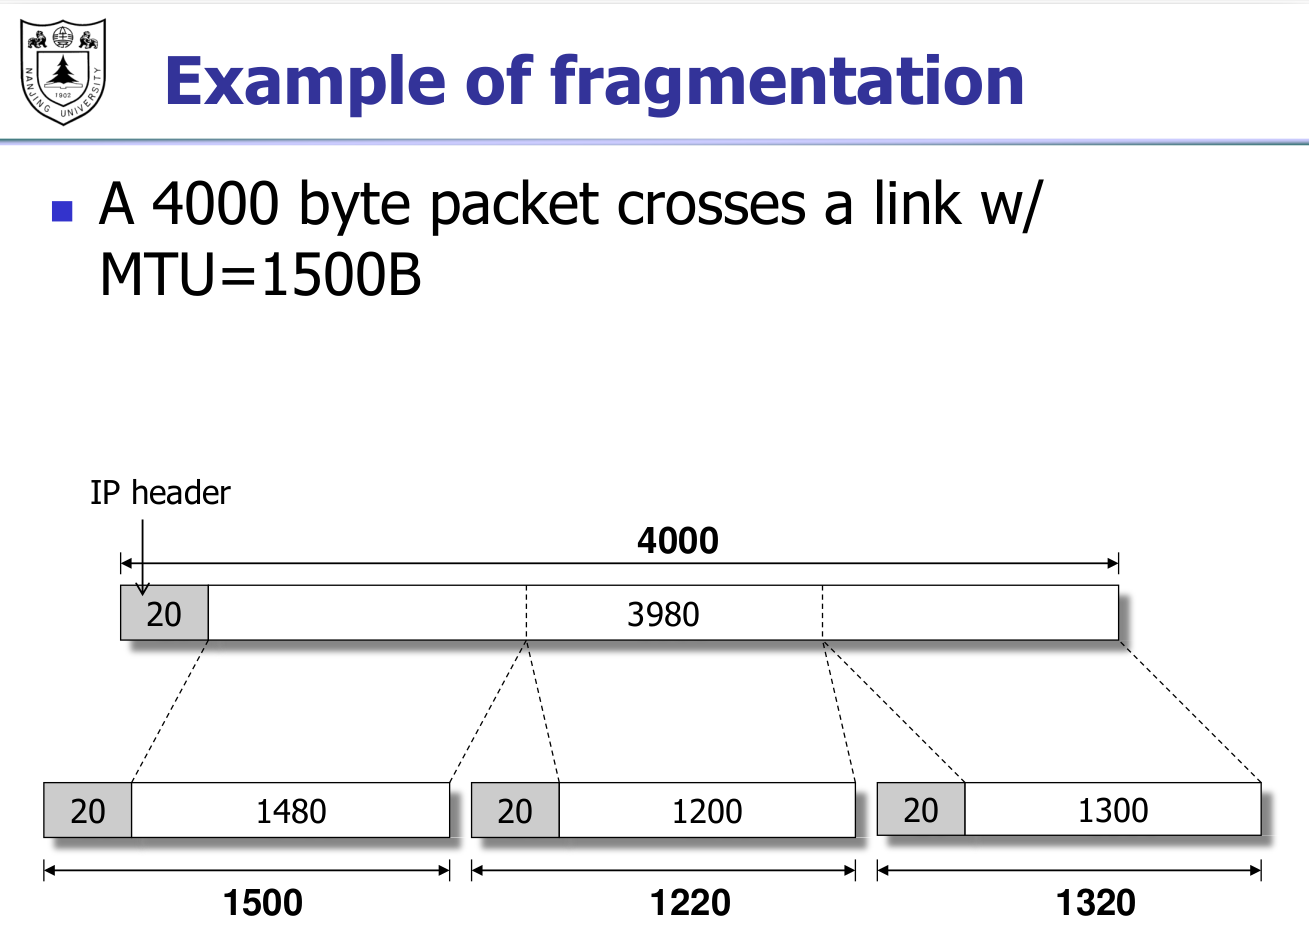 NANJING UNIVERSITY
1902
Example of fragmentation
A 4000 byte packet crosses a link w/
MTU=1500B
IP header
4000
20 3980
20 1480 20 1200 20 1300
1500 1220 1320